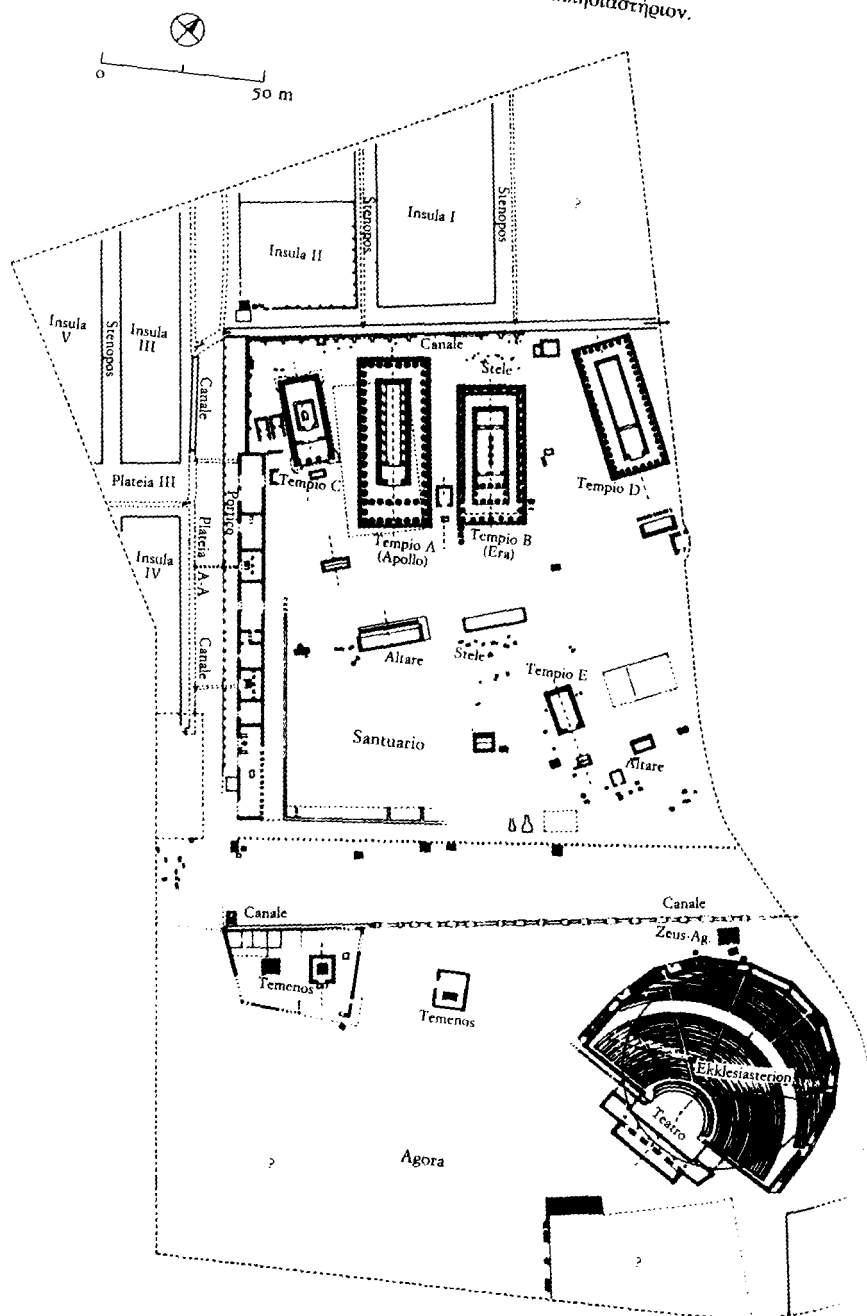 0
50 m
Stenopos
Insula I
Stenopos
?
Insula II
Insula
V
Stenopos
Insula
III
Canale
Canale
Stele
Tempio C
Tempio A
(Apollo)
Tempio B
(Era)
Tempio D
Plateia III
Portico
Plateia A-A
Insula
IV
Canale
Altare
Stele
Tempio E
Santuario
Altare
Canale
Canale
Zeus-Ag.
Temenos
Temenos
Ekklesiasterion
Teatro
Agora
?
?